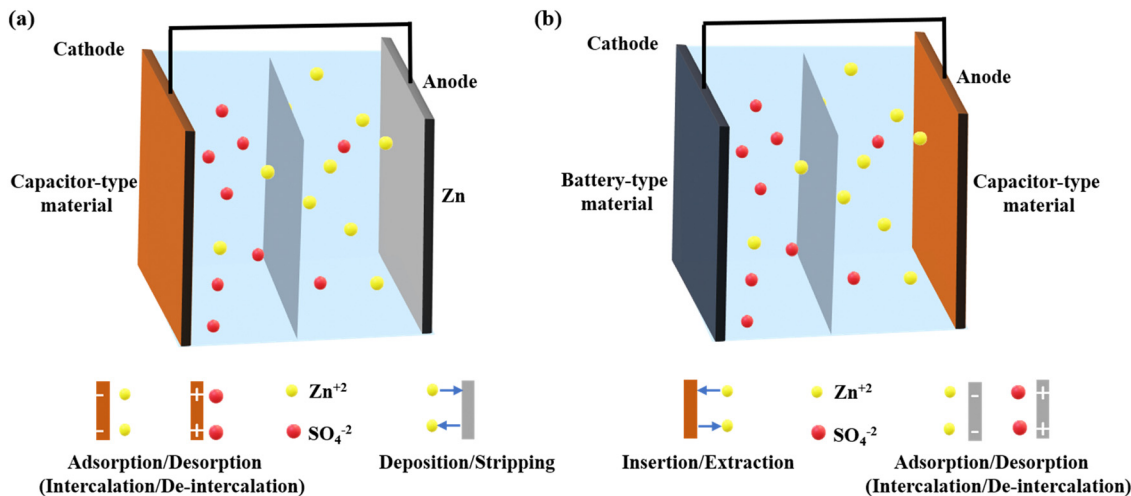 (a)
Cathode
Anode
Capacitor-type
material
Zn
- +
- +
Zn+2
SO4-2
Adsorption/Desorption
(Intercalation/De-intercalation)
Deposition/Stripping
(b)
Cathode
Anode
Battery-type
material
Capacitor-type
material
Insertion/Extraction
Zn+2
SO4-2
- +
- +
Adsorption/Desorption
(Intercalation/De-intercalation)